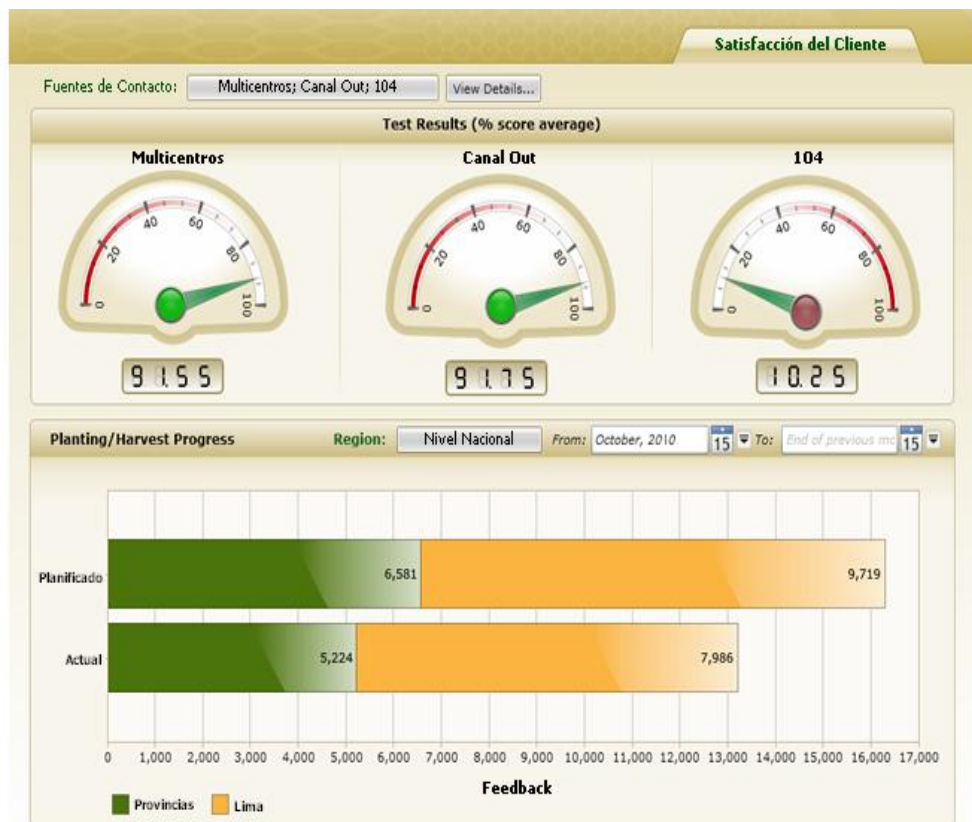 Satisfacción del Cliente
Fuentes de Contacto: Multicentros; Canal Out; 104 View Details...
Test Results (% score average)
Multicentros Canal Out 104
0 20 40 60 80 100
0 20 40 60 80 100
0 20 40 60 80 100
91.55 91.75 10.25
Planting/Harvest Progress Region: Nivel Nacional From: October, 2010 15 To: End of previous mc 15
Planificado 6,581 9,719
Actual 5,224 7,986
0 1,000 2,000 3,000 4,000 5,000 6,000 7,000 8,000 9,000 10,000 11,000 12,000 13,000 14,000 15,000 16,000 17,000
Feedback
Provincias Lima